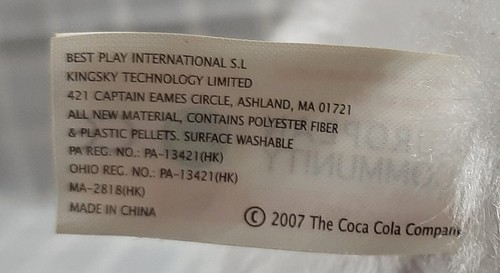 BEST PLAY INTERNATIONAL S.L
KINGSKY TECHNOLOGY LIMITED
421 CAPTAIN EAMES CIRCLE, ASHLAND, MA 01721
ALL NEW MATERIAL, CONTAINS POLYESTER FIBER
& PLASTIC PELLETS. SURFACE WASHABLE
PA REG. NO.: PA-13421(HK)
OHIO REG. NO.: PA-13421(HK)
MA-2818(HK)
MADE IN CHINA
© 2007 The Coca Cola Company